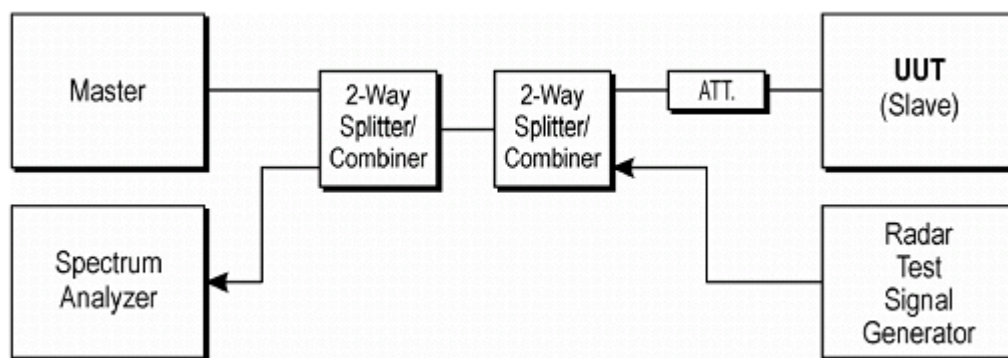 Master
2-Way
Splitter/
Combiner
2-Way
Splitter/
Combiner
ATT.
UUT
(Slave)
Spectrum
Analyzer
Radar
Test
Signal
Generator